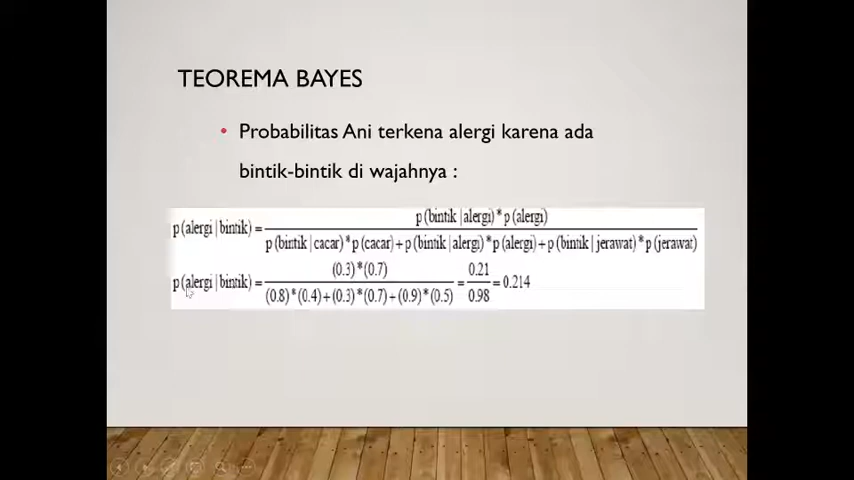 TEOREMA BAYES
• Probabilitas Ani terkena alergi karena ada
bintik-bintik di wajahnya :
p(alergi | bintik) = p(bintik | alergi)*p(alergi) / p(bintik | cacar)*p(cacar)+p(bintik | alergi)*p(alergi)+p(bintik | jerawat)*p(jerawat)
p(alergi | bintik) = (0.3)*(0.7) / (0.8)*(0.4)+(0.3)*(0.7)+(0.9)*(0.5) = 0.21 / 0.98 = 0.214